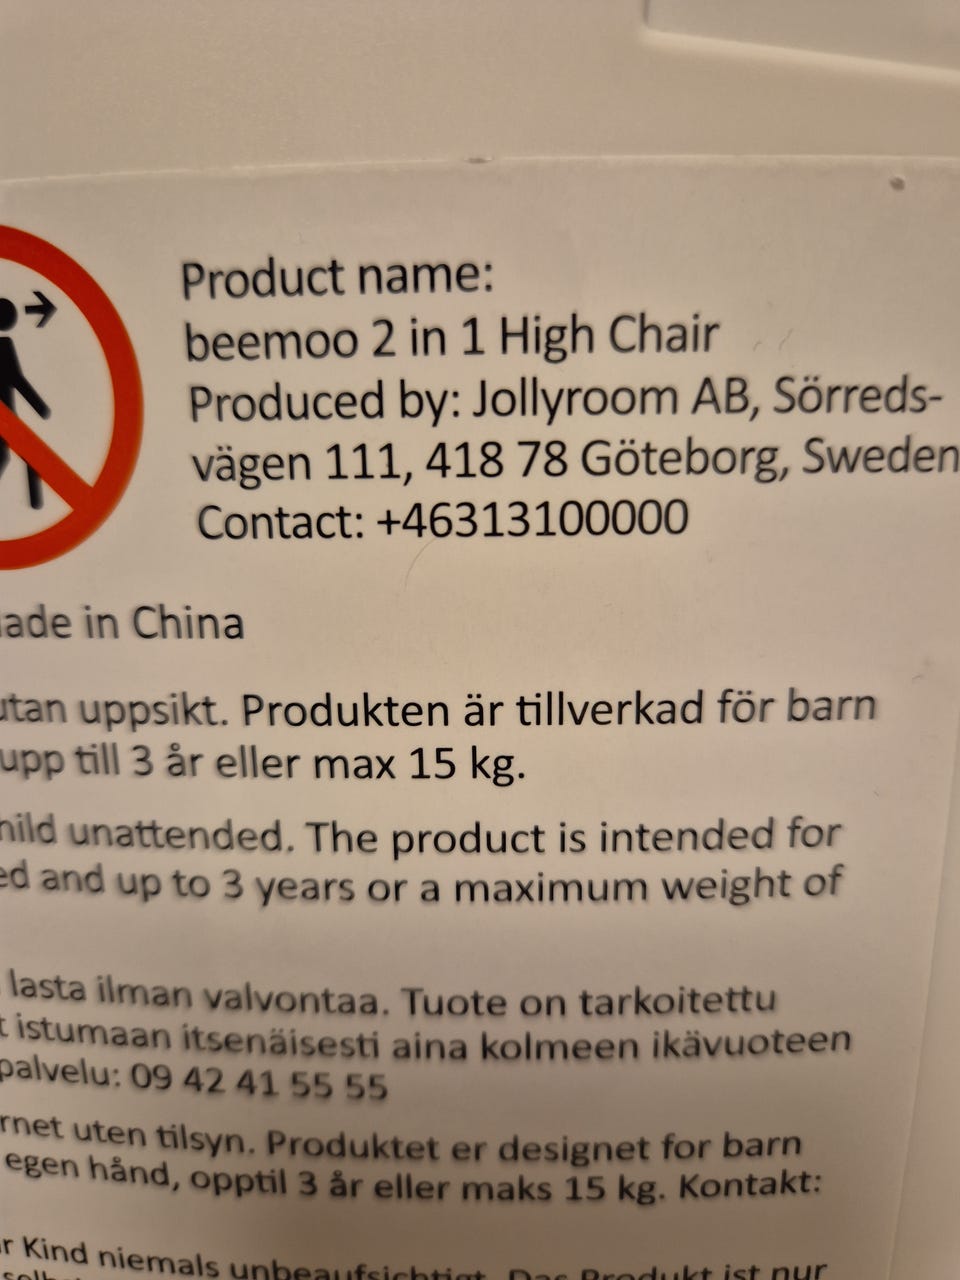 Product name:
beemoo 2 in 1 High Chair
Produced by: Jollyroom AB, Sörreds-
vägen 111, 418 78 Göteborg, Sweden
Contact: +46313100000
ade in China
utan uppsikt. Produkten är tillverkad för barn
upp till 3 år eller max 15 kg.
hild unattended. The product is intended for
ed and up to 3 years or a maximum weight of
lasta ilman valvontaa. Tuote on tarkoitettu
t istumaan itsenäisesti aina kolmeen ikävuoteen
palvelu: 09 42 41 55 55
rnet uten tilsyn. Produktet er designet for barn
egen hånd, opptil 3 år eller maks 15 kg. Kontakt:
r Kind niemals unbeaufsichtigt. Das Produkt ist nur